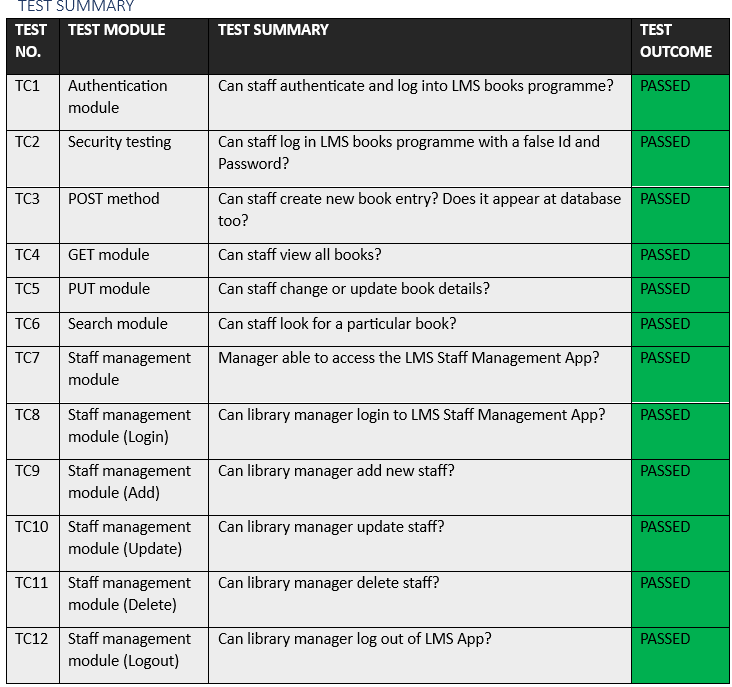 TEST SUMMARY
TEST NO. TEST MODULE TEST SUMMARY TEST OUTCOME
TC1 Authentication module Can staff authenticate and log into LMS books programme? PASSED
TC2 Security testing Can staff log in LMS books programme with a false Id and Password? PASSED
TC3 POST method Can staff create new book entry? Does it appear at database too? PASSED
TC4 GET module Can staff view all books? PASSED
TC5 PUT module Can staff change or update book details? PASSED
TC6 Search module Can staff look for a particular book? PASSED
TC7 Staff management module Manager able to access the LMS Staff Management App? PASSED
TC8 Staff management module (Login) Can library manager login to LMS Staff Management App? PASSED
TC9 Staff management module (Add) Can library manager add new staff? PASSED
TC10 Staff management module (Update) Can library manager update staff? PASSED
TC11 Staff management module (Delete) Can library manager delete staff? PASSED
TC12 Staff management module (Logout) Can library manager log out of LMS App? PASSED